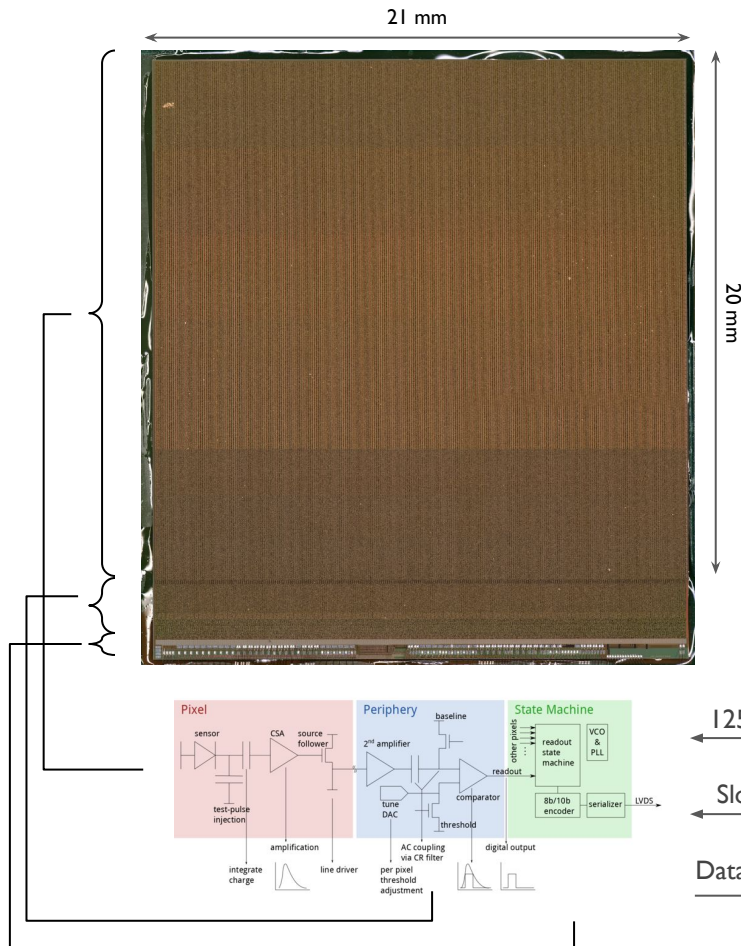 21 mm
20 mm
Pixel
Periphery
State Machine
sensor
CSA
source
follower
test-pulse
injection
amplification
integrate
charge
line driver
2nd amplifier
baseline
tune
DAC
comparator
threshold
readout
per pixel
threshold
adjustment
AC coupling
via CR filter
digital output
other pixels
readout
state
machine
VCO
&
PLL
8b/10b
encoder
serializer
LVDS
125
Slo
Data